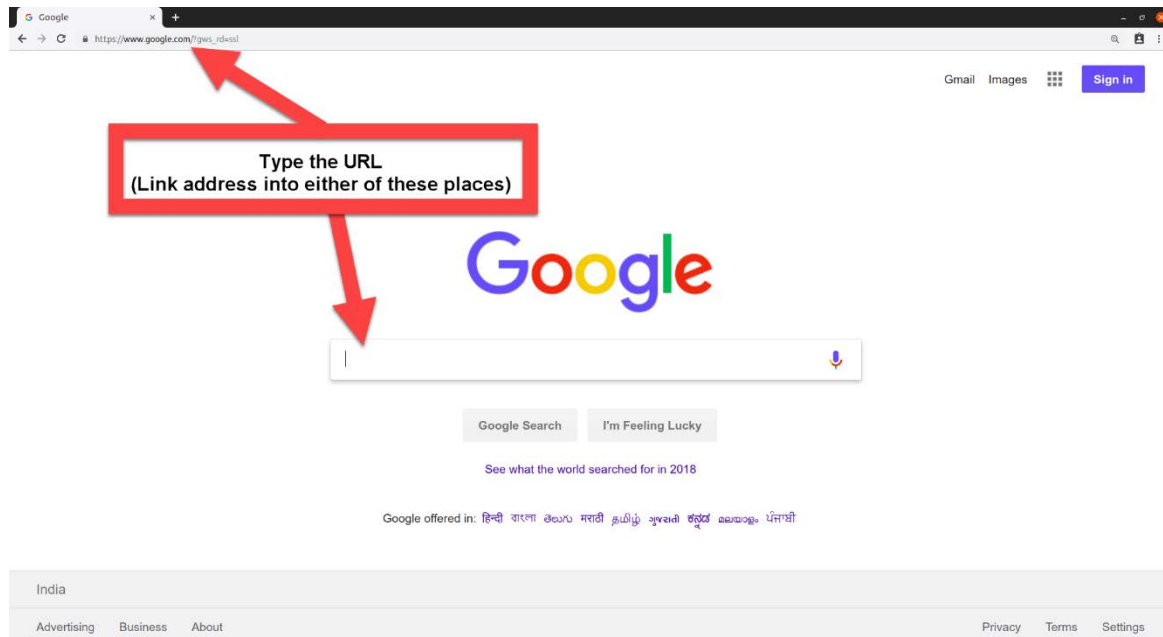 Google
https://www.google.com/?gws_rd=ssl
Gmail Images Sign in
Type the URL
(Link address into either of these places)
Google
Google Search I'm Feeling Lucky
See what the world searched for in 2018
Google offered in: हिन्दी বাংলা తెలుగు मराठी தமிழ் ગુજરાતી ಕನ್ನಡ മലയാളം ਪੰਜਾਬੀ
India
Advertising Business About Privacy Terms Settings